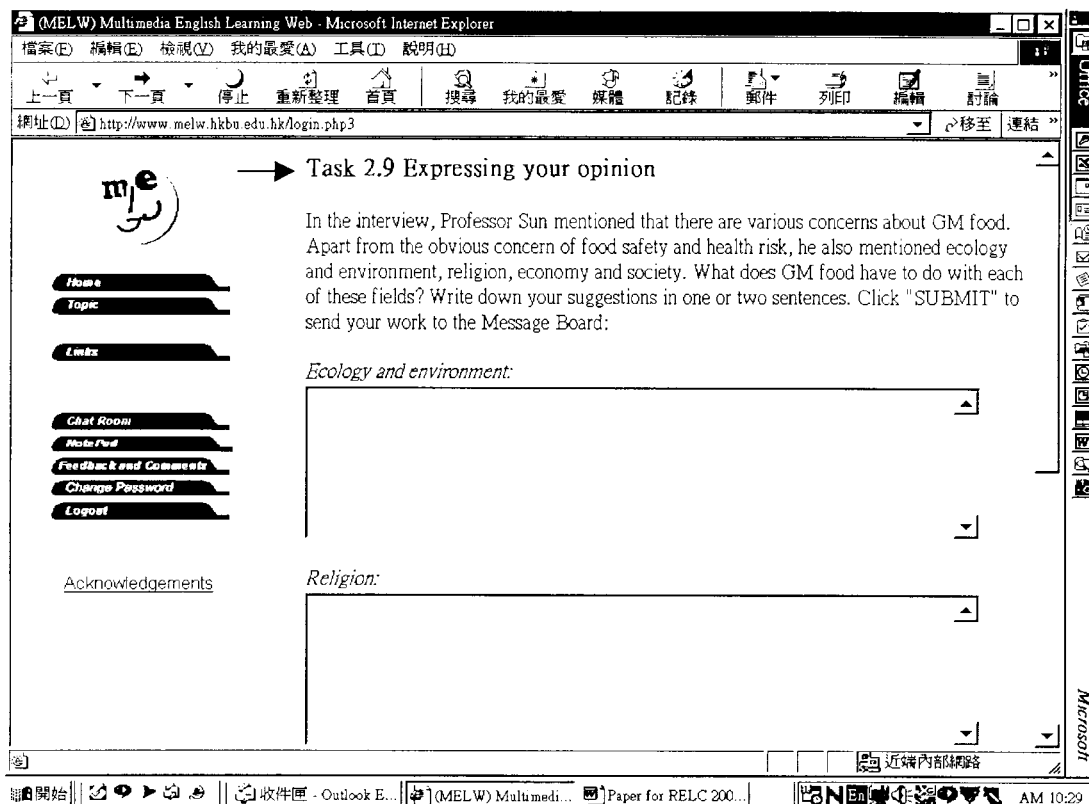 (MELW) Multimedia English Learning Web - Microsoft Internet Explorer
檔案(F) 編輯(E) 檢視(V) 我的最愛(A) 工具(T) 說明(H)
上一頁 下一頁 停止 重新整理 首頁 搜尋 我的最愛 媒體 記錄 郵件 列印 編輯 討論 »
網址(D) http://www.melw.hkbu.edu.hk/login.php3 移至 連結 »
Task 2.9 Expressing your opinion
In the interview, Professor Sun mentioned that there are various concerns about GM food.
Apart from the obvious concern of food safety and health risk, he also mentioned ecology
and environment, religion, economy and society. What does GM food have to do with each
of these fields? Write down your suggestions in one or two sentences. Click "SUBMIT" to
send your work to the Message Board:
Home
Topic
Links
Chat Room
Note Pad
Feedback and Comments
Change Password
Logout
Acknowledgements
Ecology and environment:
Religion:
近端內部網路
Microsoft
開始 收件匣 - Outlook E... (MELW) Multimedi... Paper for RELC 200... N En AM 10:29